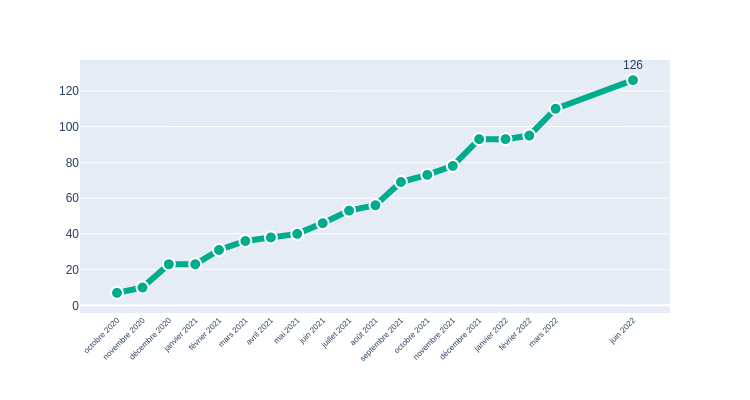 126
120
100
80
60
40
20
0
octobre 2020
novembre 2020
décembre 2020
janvier 2021
février 2021
mars 2021
avril 2021
mai 2021
juin 2021
juillet 2021
août 2021
septembre 2021
octobre 2021
novembre 2021
décembre 2021
janvier 2022
février 2022
mars 2022
juin 2022